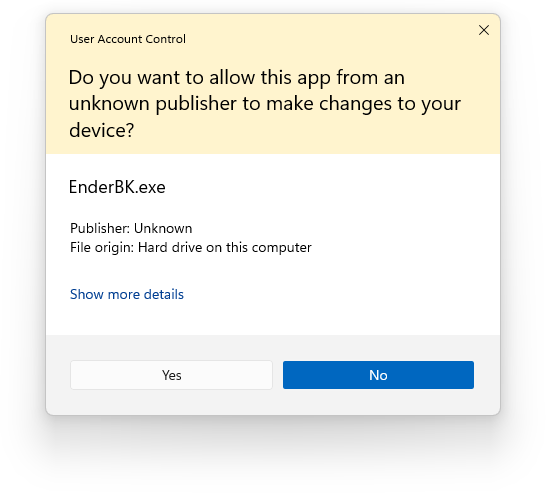 User Account Control
Do you want to allow this app from an
unknown publisher to make changes to your
device?
EnderBK.exe
Publisher: Unknown
File origin: Hard drive on this computer
Show more details
Yes
No